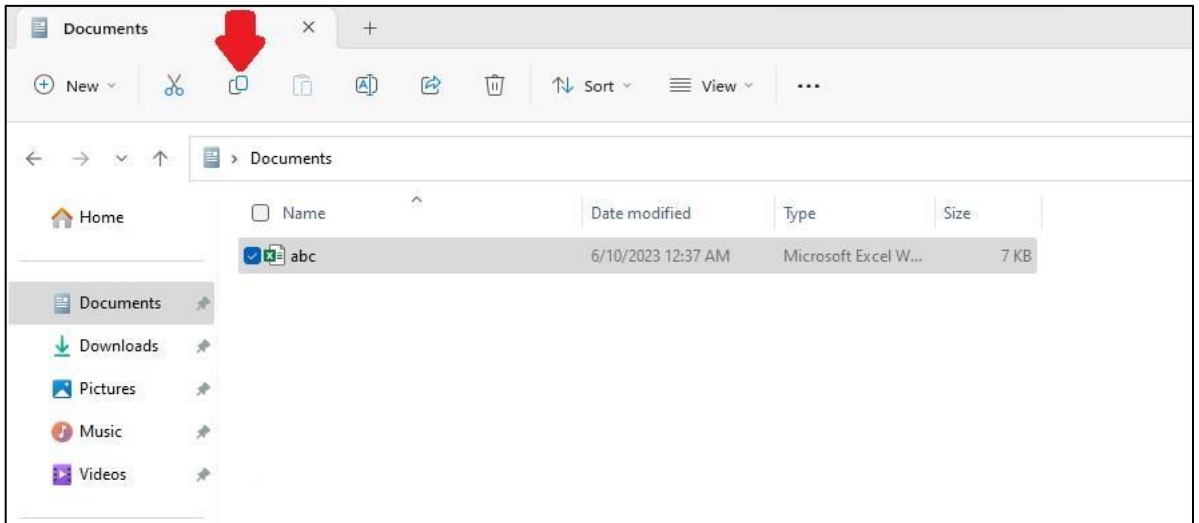 Documents
New Sort View
Documents
Home Name Date modified Type Size
abc 6/10/2023 12:37 AM Microsoft Excel W... 7 KB
Documents
Downloads
Pictures
Music
Videos